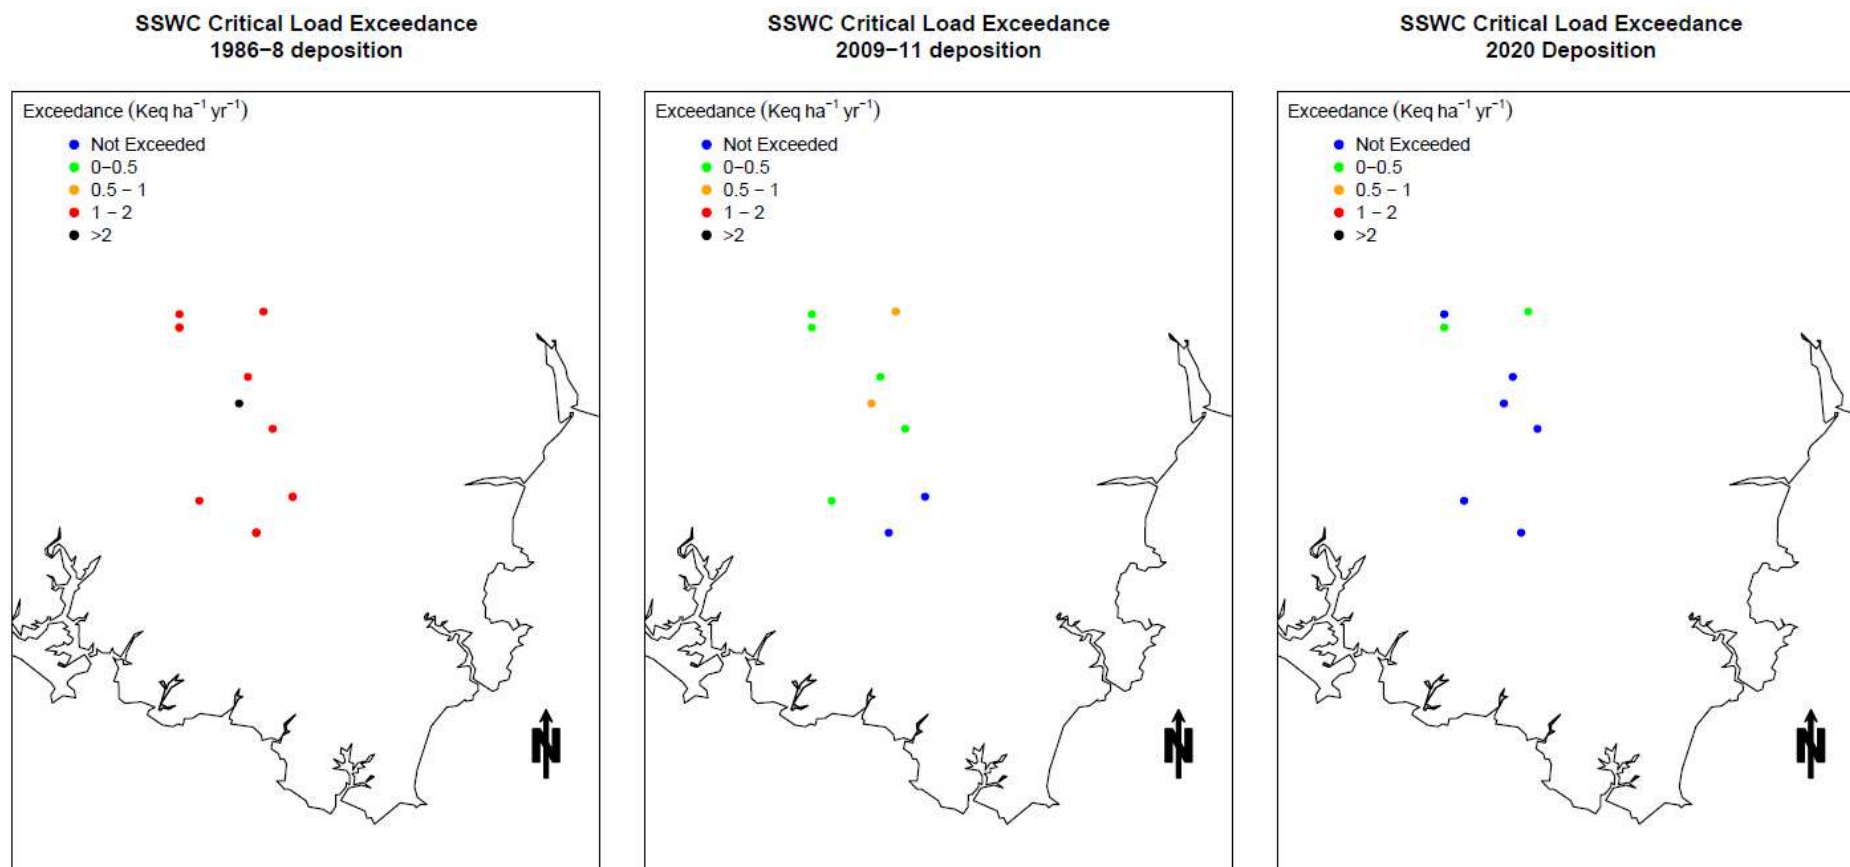 SSWC Critical Load Exceedance
1986−8 deposition
Exceedance (Keq ha⁻¹ yr⁻¹)
Not Exceeded
0−0.5
0.5 − 1
1 − 2
>2
N
SSWC Critical Load Exceedance
2009−11 deposition
Exceedance (Keq ha⁻¹ yr⁻¹)
Not Exceeded
0−0.5
0.5 − 1
1 − 2
>2
N
SSWC Critical Load Exceedance
2020 Deposition
Exceedance (Keq ha⁻¹ yr⁻¹)
Not Exceeded
0−0.5
0.5 − 1
1 − 2
>2
N